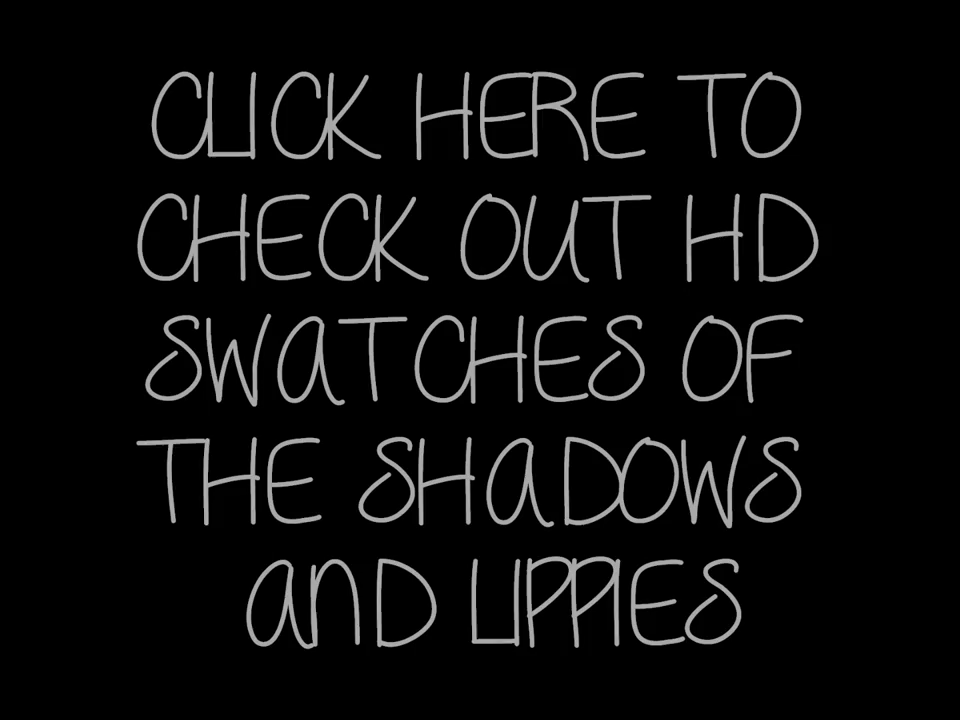 CLICK HERE TO
CHECK OUT HD
SWATCHES OF
THE SHADOWS
AND LIPPIES